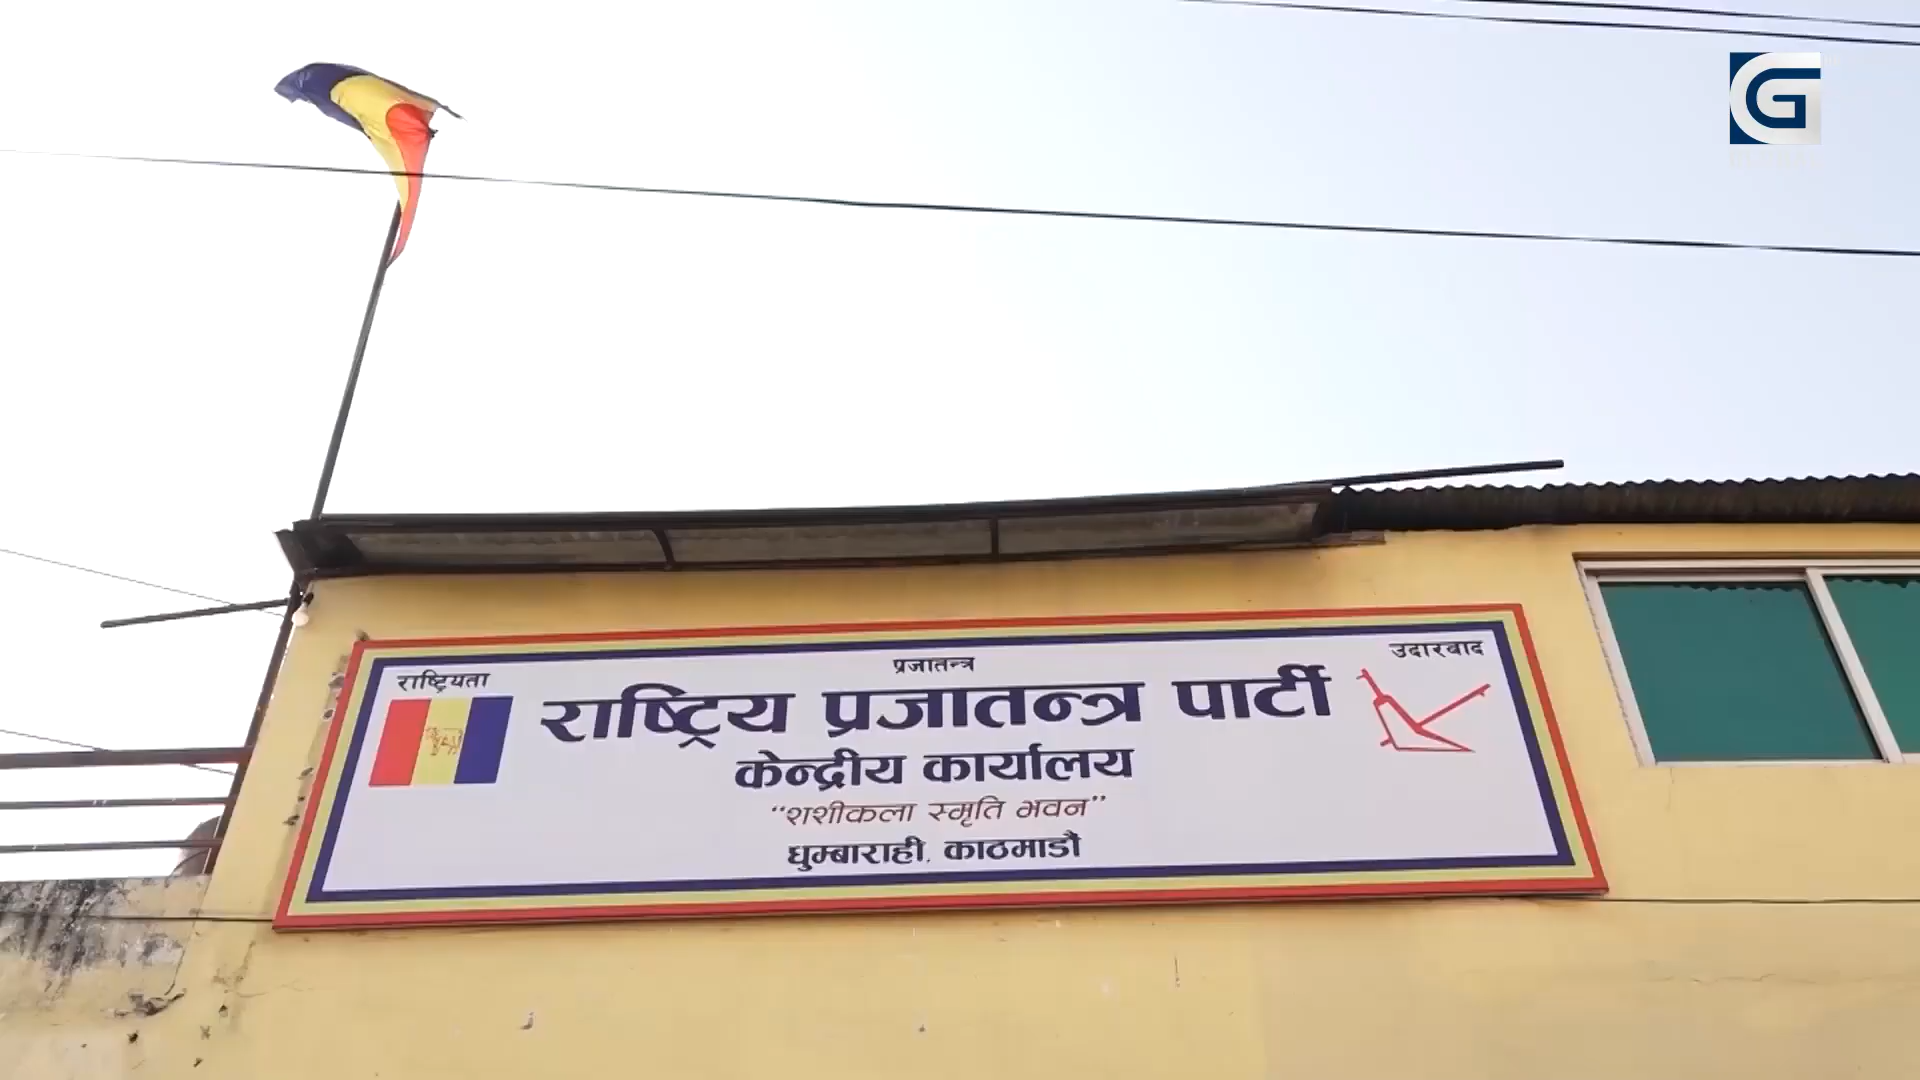 राष्ट्रियता
प्रजातन्त्र
उदारवाद
राष्ट्रिय प्रजातन्त्र पार्टी
केन्द्रीय कार्यालय
“शशीकला स्मृति भवन”
धुम्बाराही, काठमाडौं
G